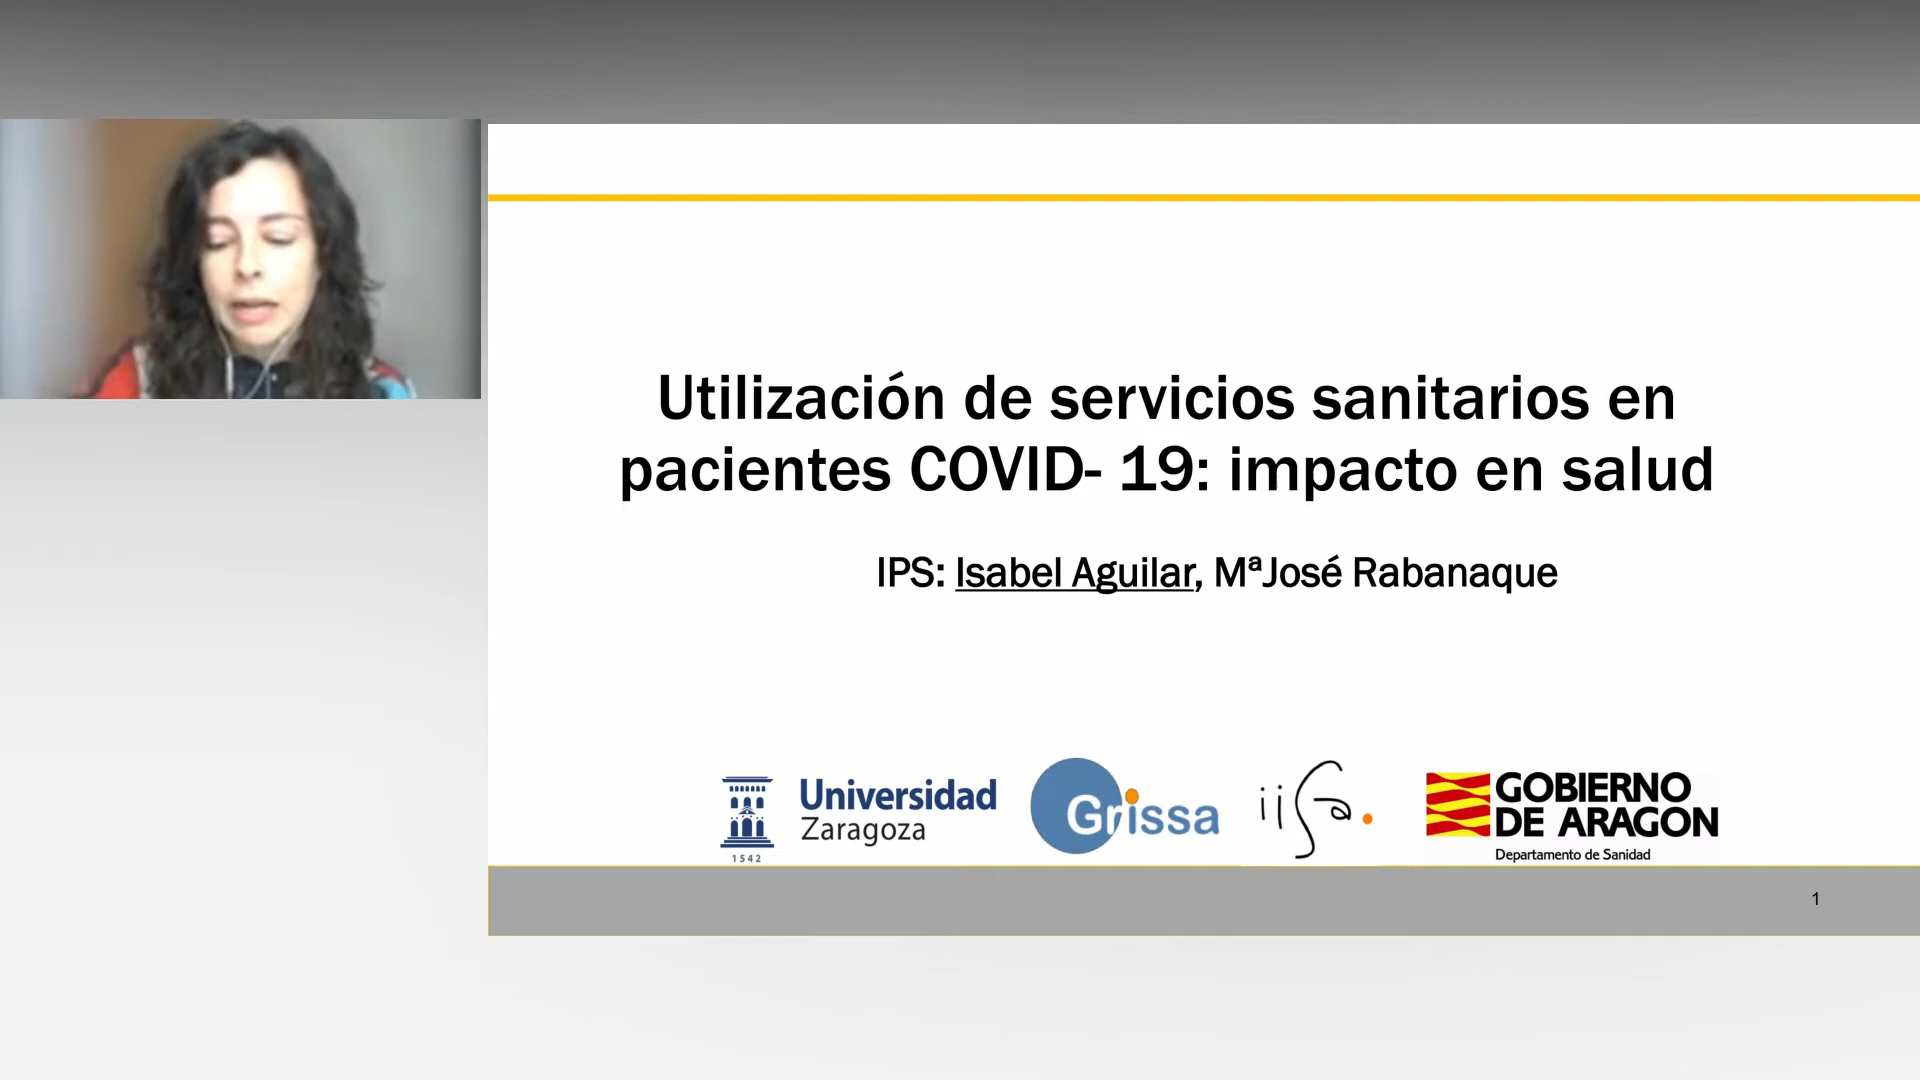 Utilización de servicios sanitarios en
pacientes COVID- 19: impacto en salud
IPS: Isabel Aguilar, MªJosé Rabanaque
Universidad
Zaragoza
1542
Grissa
iisa.
GOBIERNO
DE ARAGON
Departamento de Sanidad
1